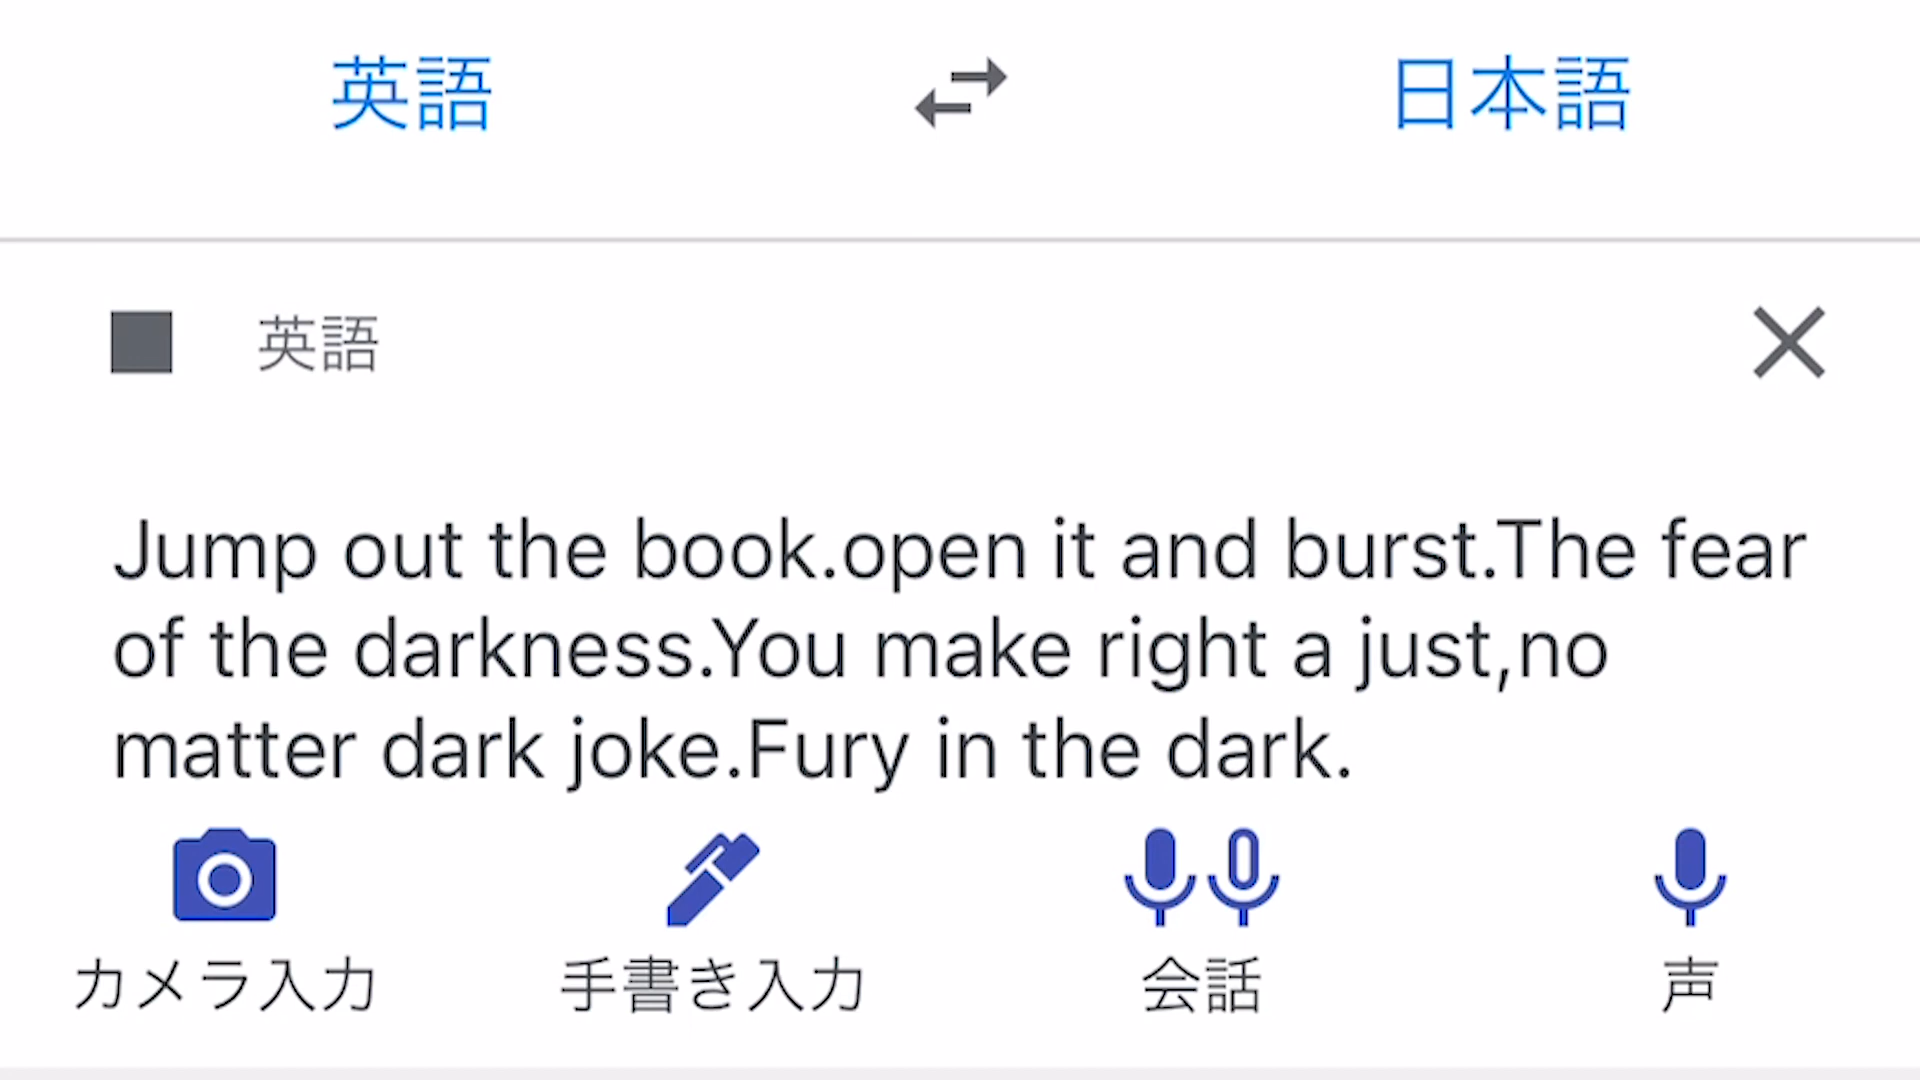 英語 日本語
英語
Jump out the book.open it and burst.The fear
of the darkness.You make right a just,no
matter dark joke.Fury in the dark.
カメラ入力 手書き入力 会話 声